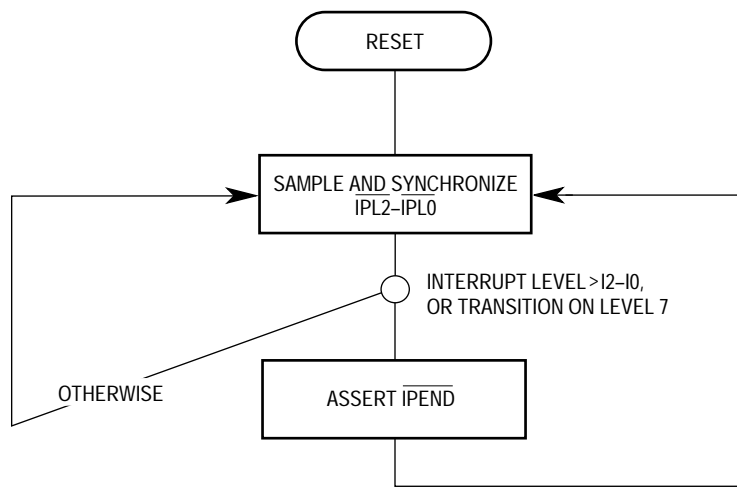 RESET
SAMPLE AND SYNCHRONIZE
IPL2–IPL0
INTERRUPT LEVEL > I2–I0,
OR TRANSITION ON LEVEL 7
OTHERWISE
ASSERT IPEND